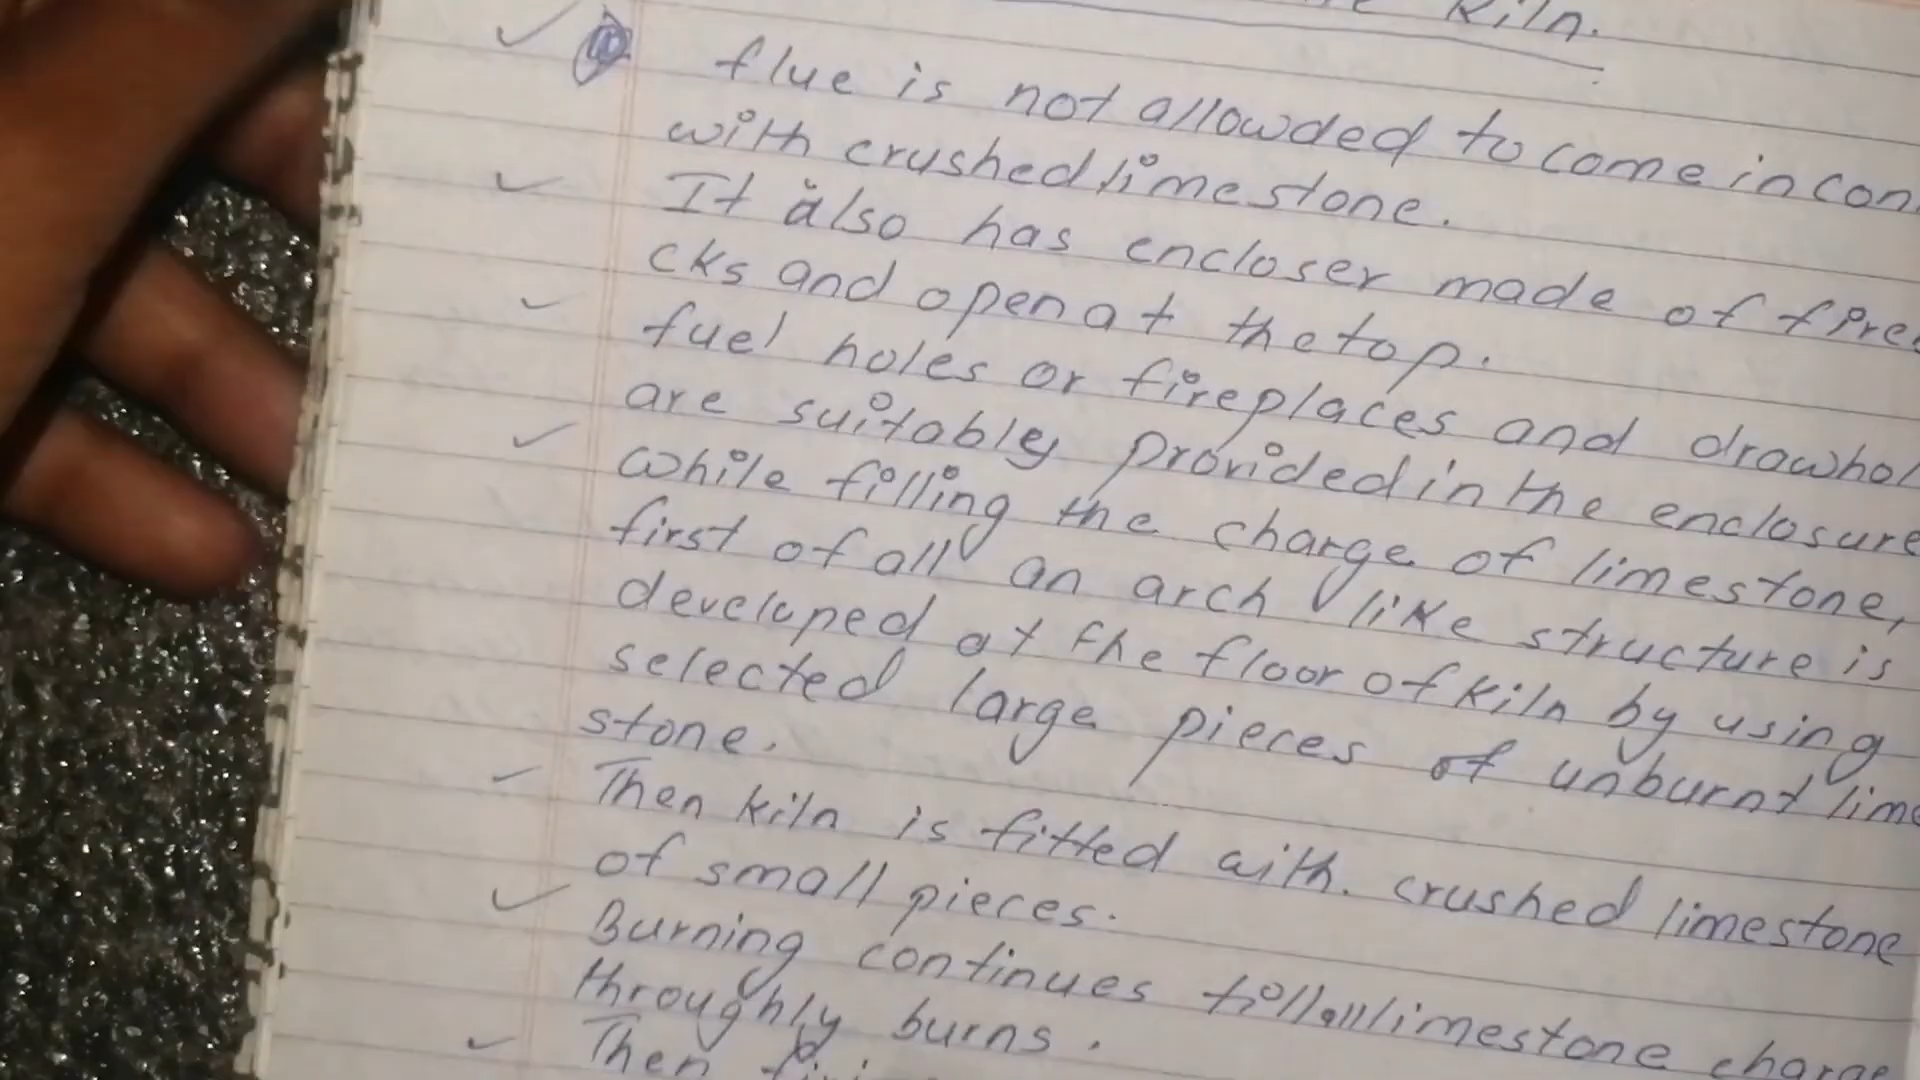 Kiln.
flue is not allowded to come in con
with crushed limestone.
It also has encloser made of fire
cks and open at the top.
fuel holes or fireplaces and drawhol
are suitably provided in the enclosure
while filling the charge of limestone,
first of all an arch like structure is
developed at the floor of kiln by using
selected large pieces of unburnt lime
stone.
Then kiln is fitted with. crushed limestone
of small pieces.
Burning continues till all limestone charge
throughly burns.
Then